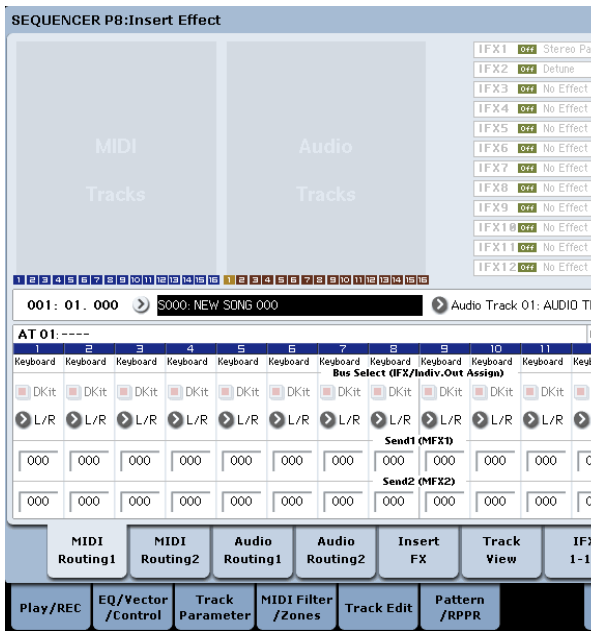 SEQUENCER P8:Insert Effect
IFX1 Off Stereo Pa
IFX2 Off Detune
IFX3 Off No Effect
IFX4 Off No Effect
IFX5 Off No Effect
IFX6 Off No Effect
IFX7 Off No Effect
IFX8 Off No Effect
IFX9 Off No Effect
IFX10 Off No Effect
IFX11 Off No Effect
IFX12 Off No Effect
MIDI Tracks
Audio Tracks
1 2 3 4 5 6 7 8 9 10 11 12 13 14 15 16 1 2 3 4 5 6 7 8 9 10 11 12 13 14 15 16
001: 01. 000 S000: NEW SONG 000 Audio Track 01: AUDIO T
AT 01:----
1 2 3 4 5 6 7 8 9 10 11
Keyboard Keyboard Keyboard Keyboard Keyboard Keyboard Keyboard Keyboard Keyboard Keyboard Keyboard Key
Bus Select (IFX/Indiv.Out Assign)
DKit DKit DKit DKit DKit DKit DKit DKit DKit DKit DKit
L/R L/R L/R L/R L/R L/R L/R L/R L/R L/R L/R
Send1 (MFX1)
000 000 000 000 000 000 000 000 000 000 000
Send2 (MFX2)
000 000 000 000 000 000 000 000 000 000 000
MIDI Routing1
MIDI Routing2
Audio Routing1
Audio Routing2
Insert FX
Track View
IFX 1-1
Play/REC
EQ/Vector /Control
Track Parameter
MIDI Filter /Zones
Track Edit
Pattern /RPPR